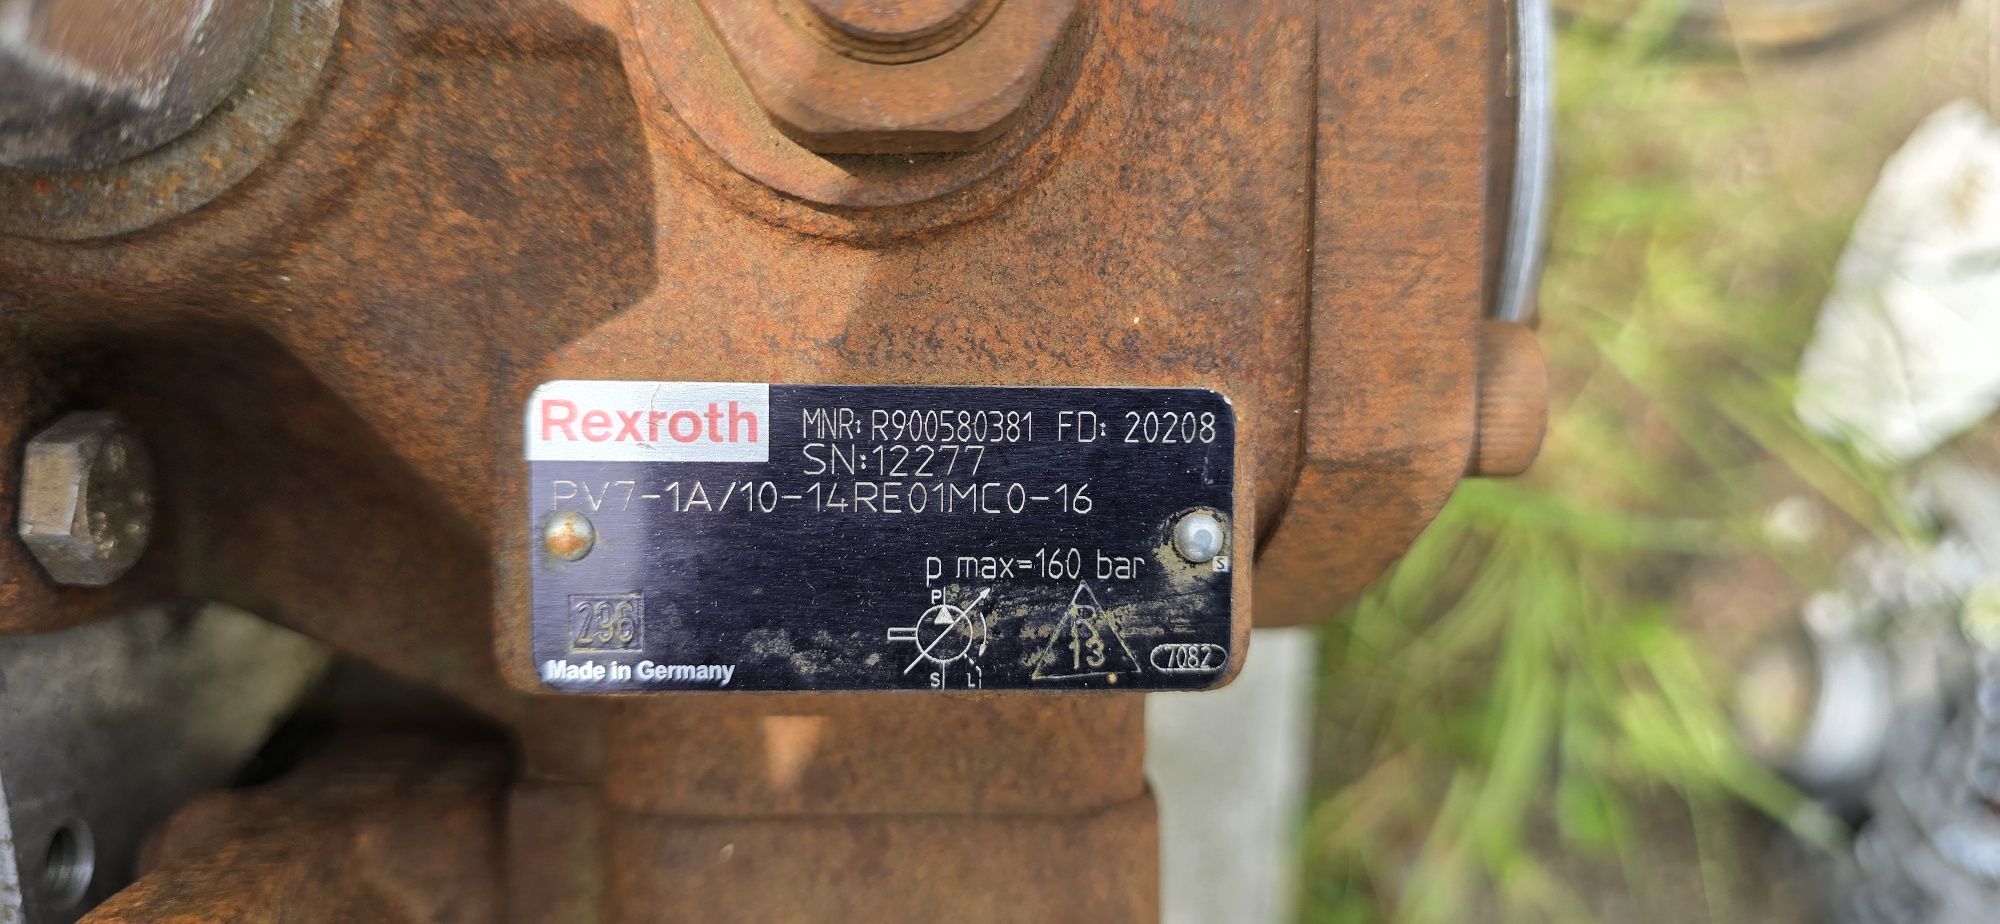 Rexroth
MNR: R900580381 FD: 20208
SN:12277
PV7-1A/10-14RE01MC0-16
p max=160 bar
S
P
296
R
13
7082
Made in Germany
S L